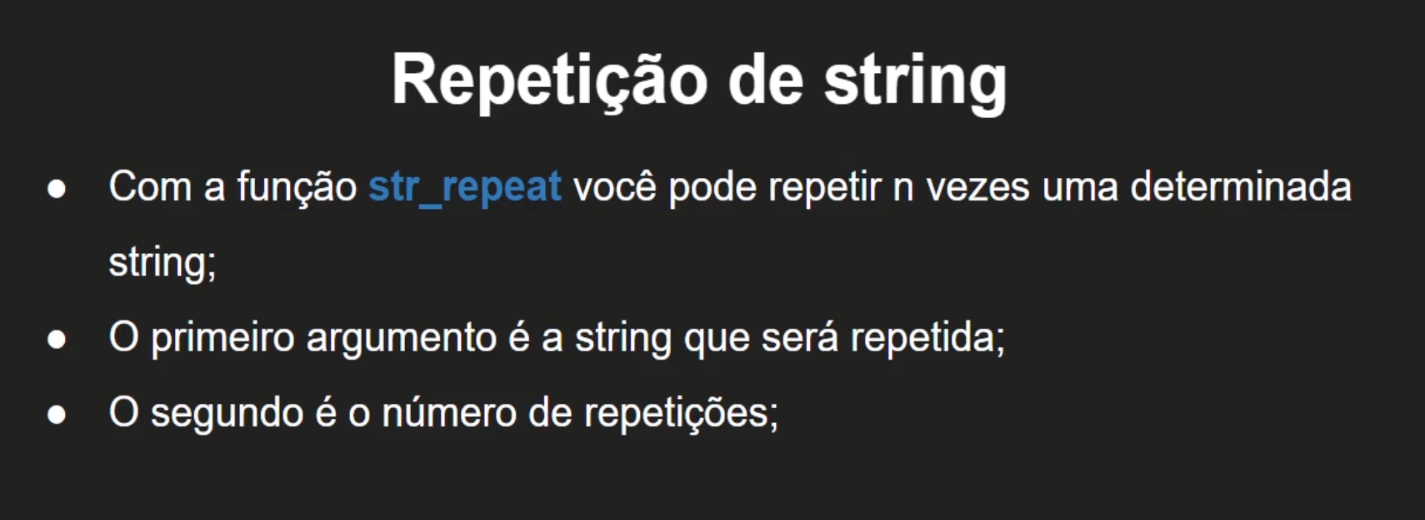 Repetição de string
● Com a função str_repeat você pode repetir n vezes uma determinada
string;
● O primeiro argumento é a string que será repetida;
● O segundo é o número de repetições;